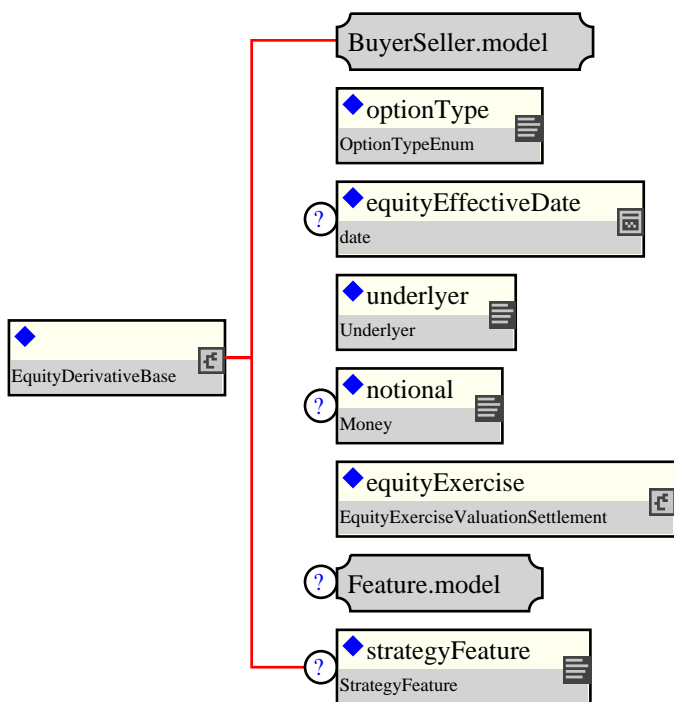 BuyerSeller.model
optionType
OptionTypeEnum
?
equityEffectiveDate
date
underlyer
Underlyer
EquityDerivativeBase
?
notional
Money
equityExercise
EquityExerciseValuationSettlement
?
Feature.model
?
strategyFeature
StrategyFeature